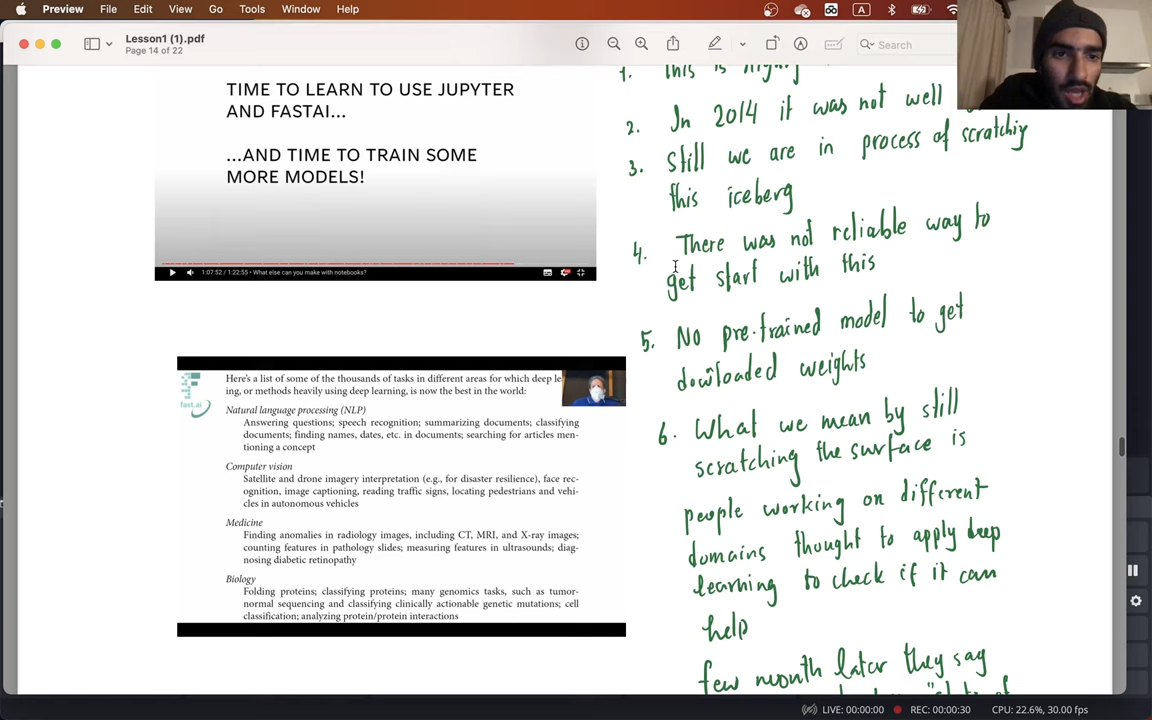 Preview File Edit View Go Tools Window Help
A
Lesson1 (1).pdf
Page 14 of 22
Search
TIME TO LEARN TO USE JUPYTER
AND FASTAI...
...AND TIME TO TRAIN SOME
MORE MODELS!
1:07:52 / 1:22:55 • What else can you make with notebooks?
fast.ai
Here's a list of some of the thousands of tasks in different areas for which deep le
ing, or methods heavily using deep learning, is now the best in the world:
Natural language processing (NLP)
Answering questions; speech recognition; summarizing documents; classifying
documents; finding names, dates, etc. in documents; searching for articles men-
tioning a concept
Computer vision
Satellite and drone imagery interpretation (e.g., for disaster resilience), face rec-
ognition, image captioning, reading traffic signs, locating pedestrians and vehi-
cles in autonomous vehicles
Medicine
Finding anomalies in radiology images, including CT, MRI, and X-ray images;
counting features in pathology slides; measuring features in ultrasounds; diag-
nosing diabetic retinopathy
Biology
Folding proteins; classifying proteins; many genomics tasks, such as tumor-
normal sequencing and classifying clinically actionable genetic mutations; cell
classification; analyzing protein/protein interactions
1. This is
2. In 2014 it was not well
3. Still we are in process of scratching
this iceberg
4. There was not reliable way to
get start with this
5. No pre-trained model to get
downloaded weights
6. What we mean by still
scratching the surface is
people working on different
domains thought to apply deep
learning to check if it can
help
few month later they say
LIVE: 00:00:00 REC: 00:00:30 CPU: 22.6%, 30.00 fps